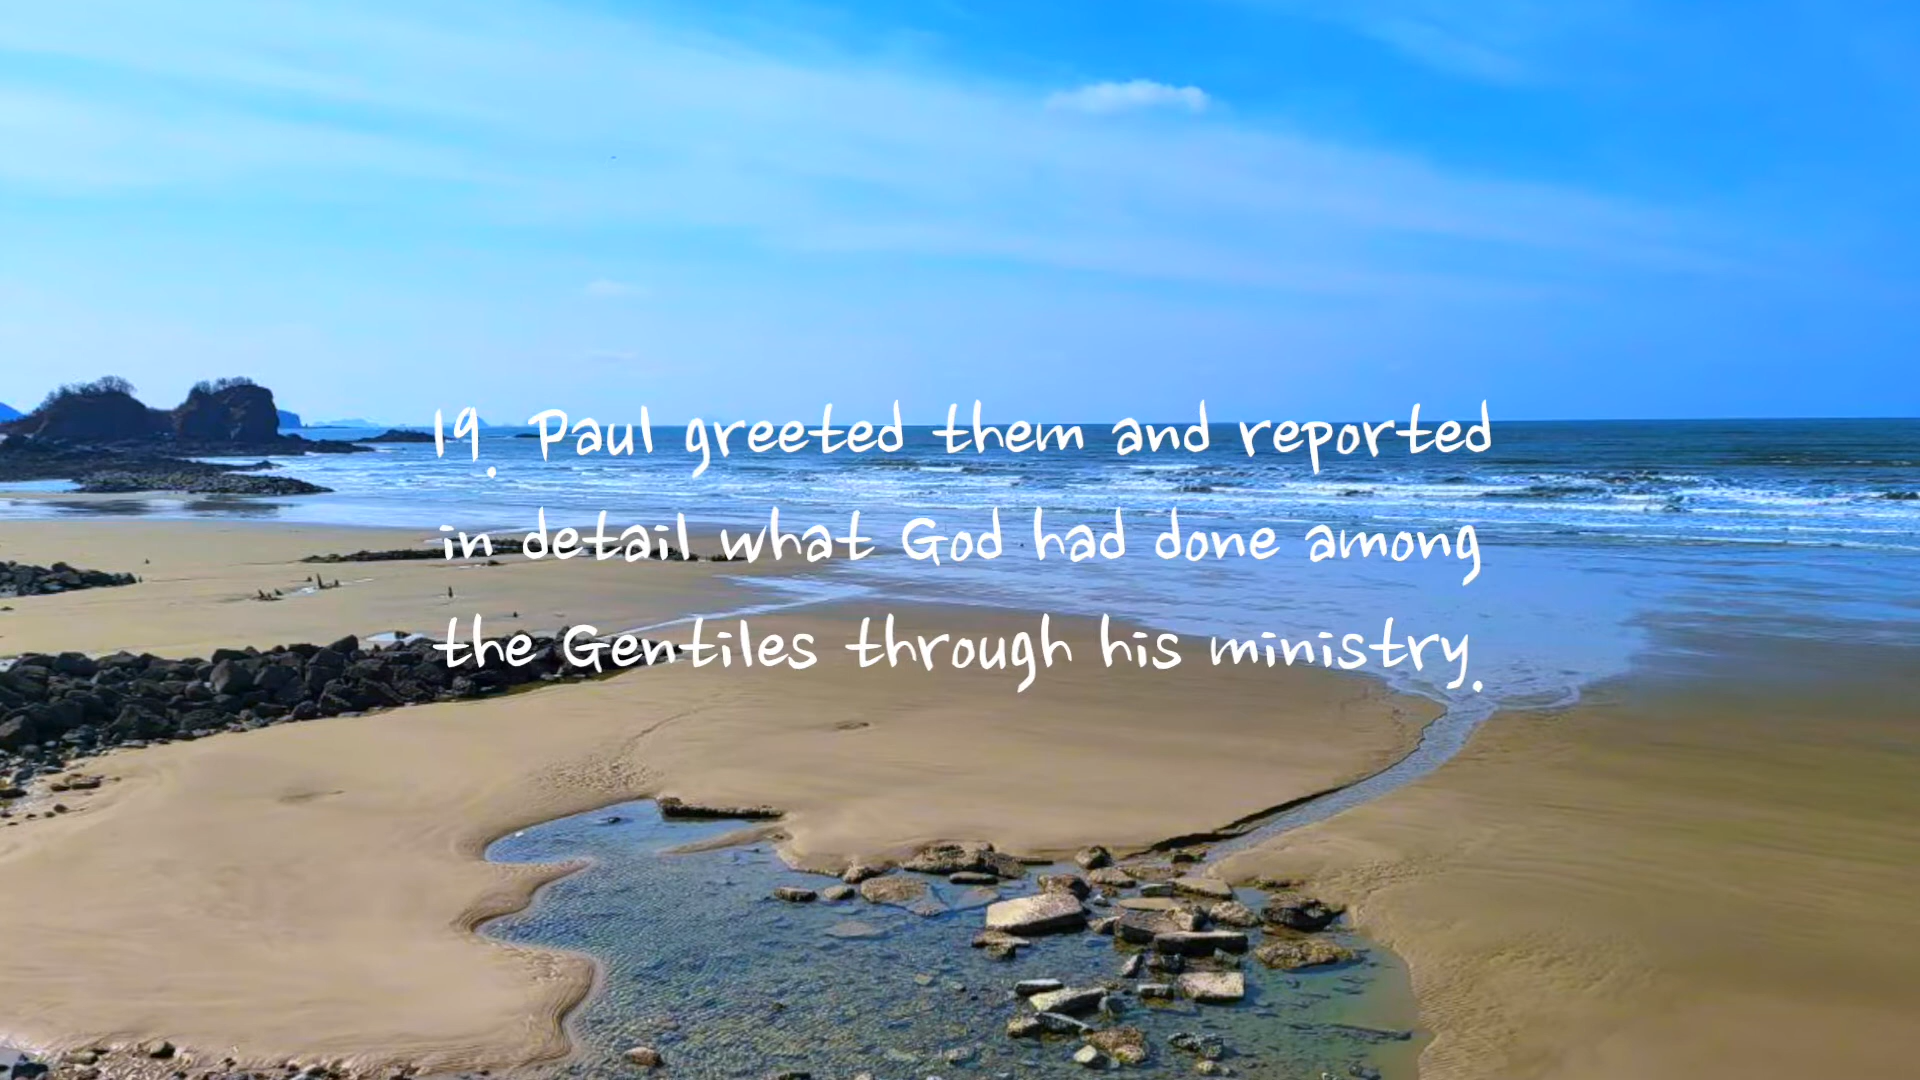 19. Paul greeted them and reported
in detail what God had done among
the Gentiles through his ministry.